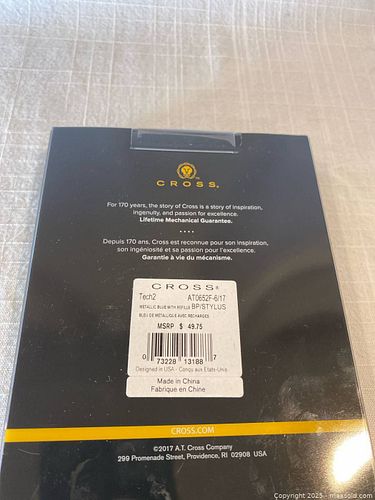 CROSS
For 170 years, the story of Cross is a story of inspiration,
ingenuity, and passion for excellence.
Lifetime Mechanical Guarantee.
• • • •
Depuis 170 ans, Cross est reconnue pour son inspiration,
son ingéniosité et sa passion pour l'excellence.
Garantie à vie du mécanisme.
CROSS®
Tech2 AT0652F-6/17
METALLIC BLUE WITH REFILLS BP/STYLUS
BLEU DE METALLIQUE AVEC RECHARGES
MSRP $ 49.75
0 73228 13188 7
Designed in USA - Conçu aux Etats-Unis
Made in China
Fabriquée en Chine
CROSS.COM
©2017 A.T. Cross Company
299 Promenade Street, Providence, RI 02908 USA
Copyright 2025 - maxsold.com